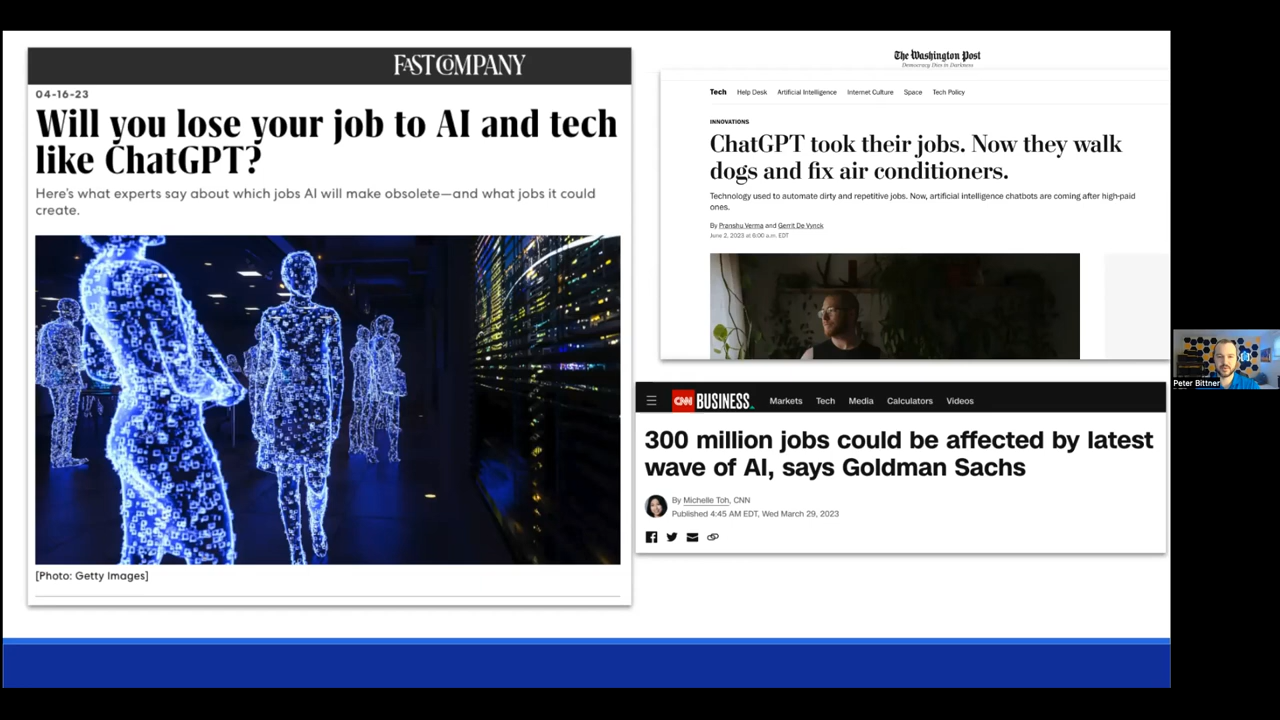 FAST COMPANY
04-16-23
Will you lose your job to AI and tech
like ChatGPT?
Here's what experts say about which jobs AI will make obsolete—and what jobs it could
create.
[Photo: Getty Images]
The Washington Post
Democracy Dies in Darkness
Tech Help Desk Artificial Intelligence Internet Culture Space Tech Policy
INNOVATIONS
ChatGPT took their jobs. Now they walk
dogs and fix air conditioners.
Technology used to automate dirty and repetitive jobs. Now, artificial intelligence chatbots are coming after high-paid
ones.
By Pranshu Verma and Gerrit De Vynck
June 2, 2023 at 6:00 a.m. EDT
CNN BUSINESS Markets Tech Media Calculators Videos
300 million jobs could be affected by latest
wave of AI, says Goldman Sachs
By Michelle Toh, CNN
Published 4:45 AM EDT, Wed March 29, 2023
Peter Bittner